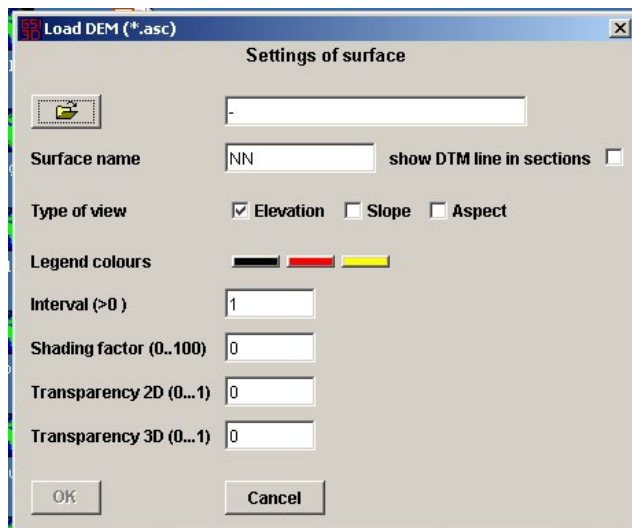 GSI 3D Load DEM (*.asc)
Settings of surface
-
Surface name NN show DTM line in sections
Type of view Elevation Slope Aspect
Legend colours
Interval (>0 ) 1
Shading factor (0..100) 0
Transparency 2D (0...1) 0
Transparency 3D (0...1) 0
OK Cancel